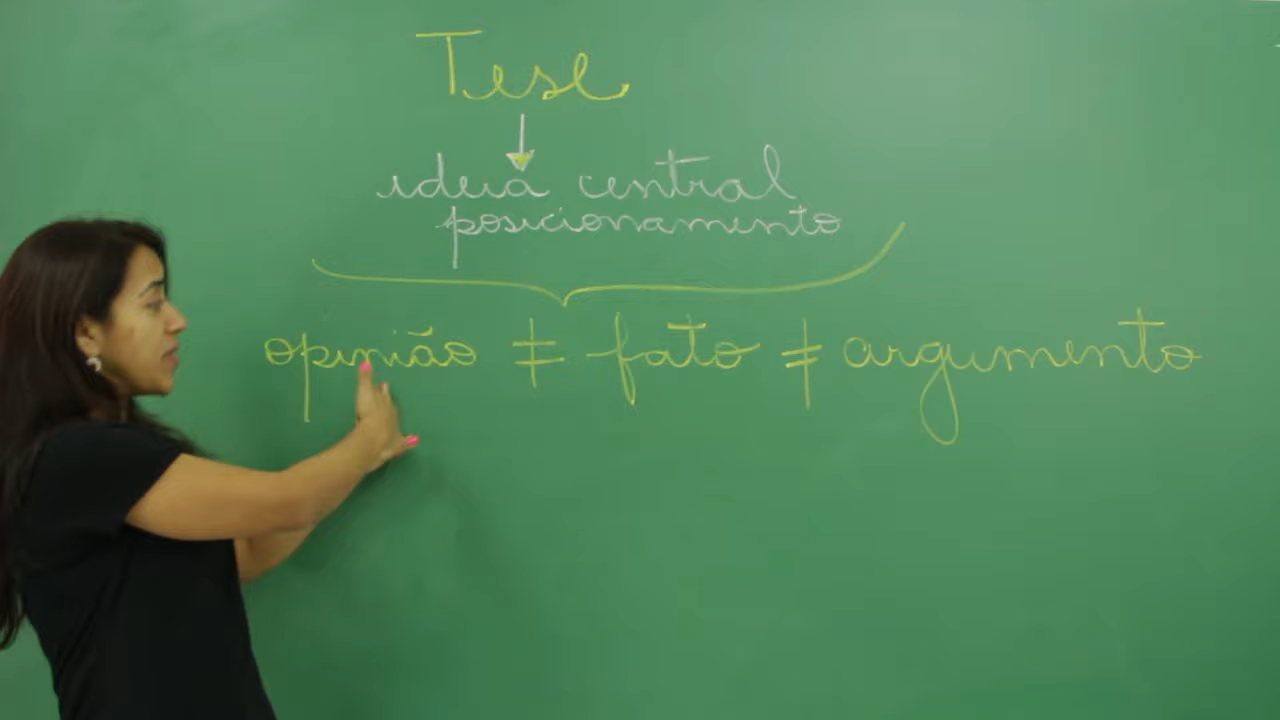 Tese
ideia central
posicionamento
opinião ≠ fato ≠ argumento